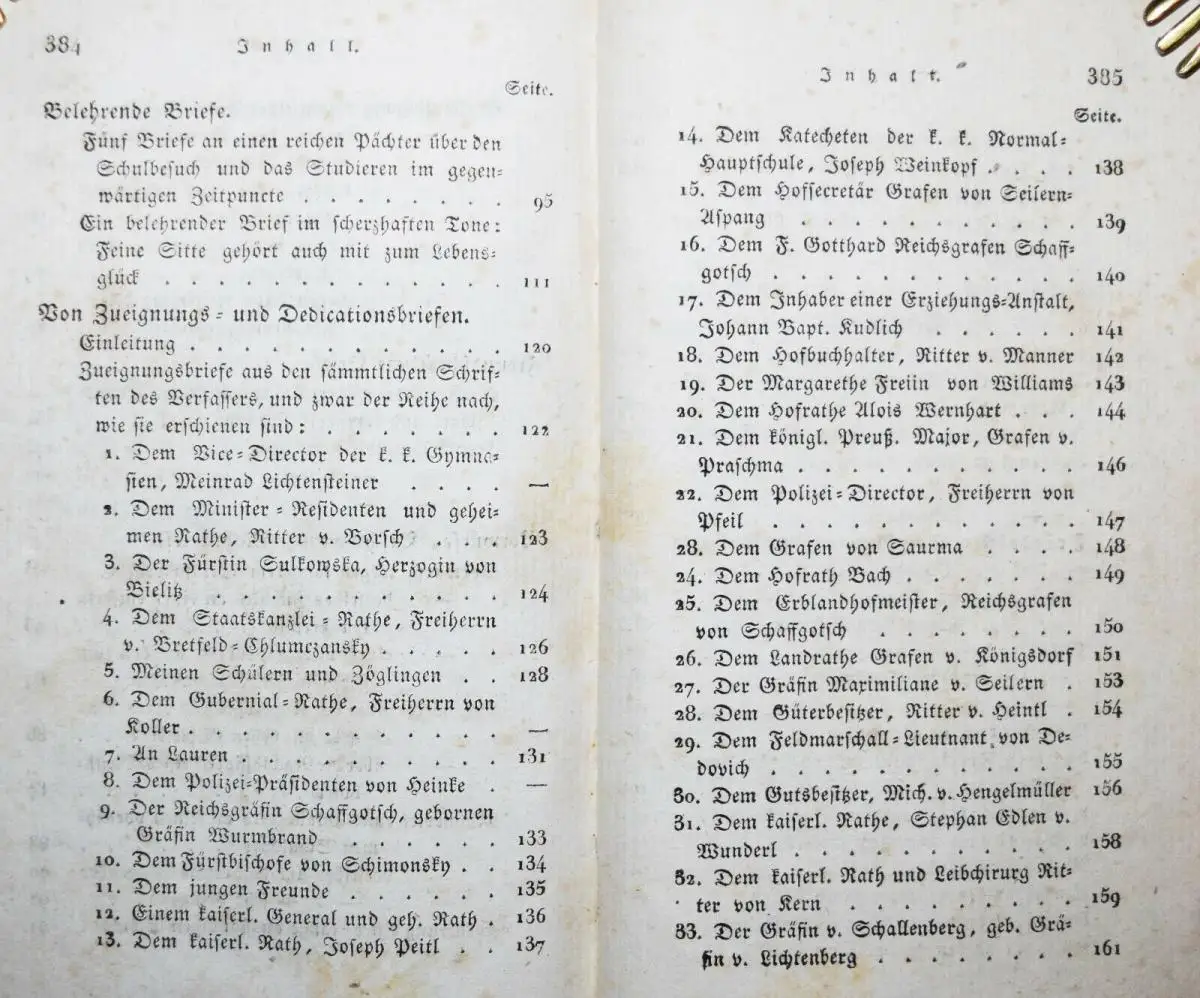 384
Inhalt.
Seite.
Belehrende Briefe.
Fünf Briefe an einen reichen Pächter über den
Schulbesuch und das Studieren im gegen=
wärtigen Zeitpuncte . . . . . . . . 95
Ein belehrender Brief im scherzhaften Tone:
Feine Sitte gehört auch mit zum Lebens=
glück . . . . . . . . . . . . . 111
Von Zueignungs = und Dedicationsbriefen.
Einleitung . . . . . . . . . . . . 120
Zueignungsbriefe aus den sämmtlichen Schrif=
ten des Verfassers, und zwar der Reihe nach,
wie sie erschienen sind: . . . . . . . 122
1. Dem Vice=Director der k. k. Gymna=
sien, Meinrad Lichtensteiner . . . . —
2. Dem Minister = Residenten und gehei=
men Rathe, Ritter v. Borsch . . . 123
3. Der Fürstin Sulkowska, Herzogin von
Bielitz . . . . . . . . . . . 124
4. Dem Staatskanzlei = Rathe, Freiherrn
v. Bretfeld=Chlumczansky . . . . . 126
5. Meinen Schülern und Zöglingen . . 128
6. Dem Gubernial=Rathe, Freiherrn von
Koller . . . . . . . . . . . . —
7. An Lauren . . . . . . . . . . 131
8. Dem Polizei=Präsidenten von Heinke . —
9. Der Reichsgräfin Schaffgotsch, gebornen
Gräfin Wurmbrand . . . . . . 133
10. Dem Fürstbischofe von Schimonsky . . 134
11. Dem jungen Freunde . . . . . . 135
12. Einem kaiserl. General und geh. Rath . 136
13. Dem kaiserl. Rath, Joseph Peitl . . 137
Inhalt.
385
Seite.
14. Dem Katecheten der k. k. Normal=
Hauptschule, Joseph Weinkopf . . . . 138
15. Dem Hofsecretär Grafen von Seilern=
Aspang . . . . . . . . . . . 139
16. Dem F. Gotthard Reichsgrafen Schaff=
gotsch . . . . . . . . . . . . 140
17. Dem Inhaber einer Erziehungs=Anstalt,
Johann Bapt. Kudlich . . . . . . 141
18. Dem Hofbuchhalter, Ritter v. Manner 142
19. Der Margarethe Freiin von Williams 143
20. Dem Hofrathe Alois Wernhart . . . 144
21. Dem königl. Preuß. Major, Grafen v.
Praschma . . . . . . . . . . . 146
22. Dem Polizei=Director, Freiherrn von
Pfeil . . . . . . . . . . . . 147
28. Dem Grafen von Saurma . . . . 148
24. Dem Hofrath Bach . . . . . . . 149
25. Dem Erblandhofmeister, Reichsgrafen
von Schaffgotsch . . . . . . . . 150
26. Dem Landrathe Grafen v. Königsdorf 151
27. Der Gräfin Maximiliane v. Seilern . 153
28. Dem Güterbesitzer, Ritter v. Heintl . 154
29. Dem Feldmarschall=Lieutnant von De=
dovich . . . . . . . . . . . . 155
30. Dem Gutsbesitzer, Mich. v. Hengelmüller 156
31. Dem kaiserl. Rathe, Stephan Edlen v.
Wunderl . . . . . . . . . . . 158
32. Dem kaiserl. Rath und Leibchirurg Rit=
ter von Kern . . . . . . . . . 159
33. Der Gräfin v. Schallenberg, geb. Grä=
fin v. Lichtenberg . . . . . . . . 161